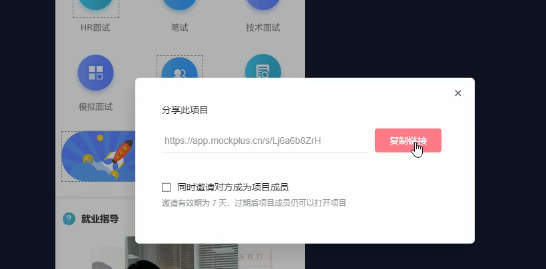 HR面试
笔试
技术面试
模拟面试
分享此项目
https://app.mockplus.cn/s/Lj6a6b8ZrH
复制链接
同时邀请对方成为项目成员
邀请有效期为 7 天，过期后项目成员仍可以打开项目
就业指导